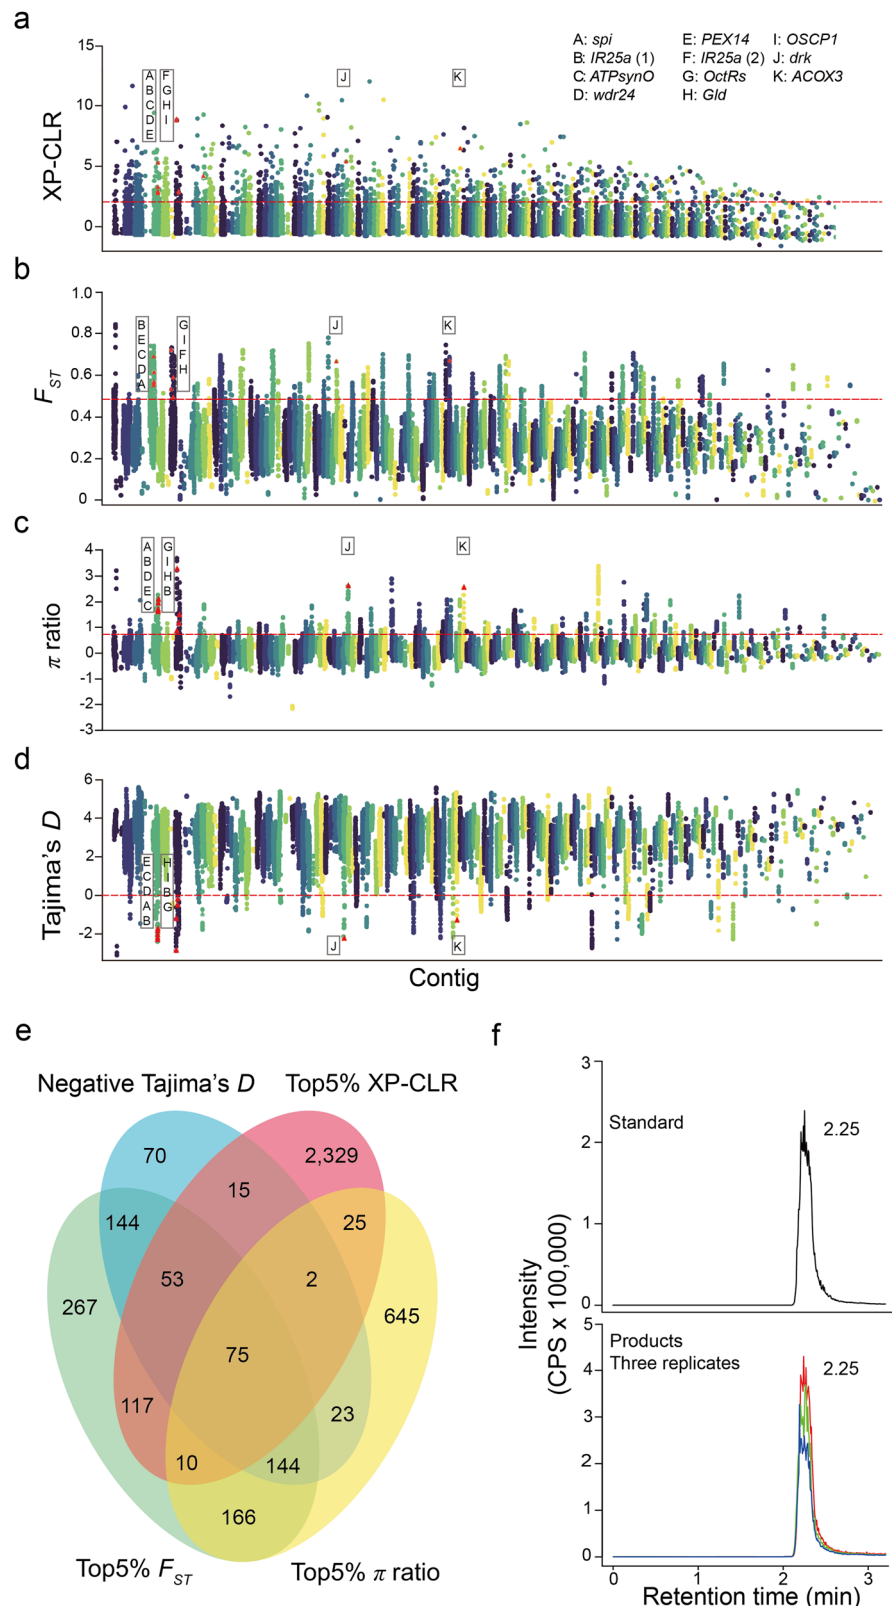 a
XP-CLR
15
10
5
0
A
B
C
D
E
F
G
H
I
J
K
A: spi
E: PEX14
I: OSCP1
B: IR25a (1)
F: IR25a (2)
J: drk
C: ATPsynO
G: OctRs
K: ACOX3
D: wdr24
H: Gld
b
FST
1.0
0.8
0.6
0.4
0.2
0
B
E
C
D
A
G
I
F
H
J
K
c
π ratio
4
3
2
1
0
-1
-2
-3
A
B
D
E
C
G
I
H
B
J
K
d
Tajima's D
6
4
2
0
-2
E
C
D
A
B
H
I
B
G
J
K
Contig
e
Negative Tajima's D
Top5% XP-CLR
70
2,329
15
144
25
53
2
267
645
75
117
23
10
144
166
Top5% FST
Top5% π ratio
f
Intensity
(CPS x 100,000)
3
2
1
0
Standard
2.25
5
4
3
2
1
0
Products
Three replicates
2.25
0
1
2
3
Retention time (min)